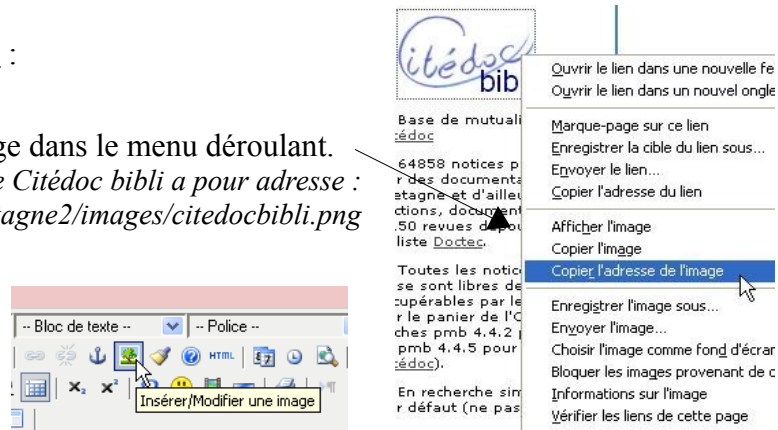 :
ge dans le menu déroulant.
e Citédoc bibli a pour adresse :
tagne2/images/citedocbibli.png
-- Bloc de texte --
-- Police --
HTML
Insérer/Modifier une image
Citédoc
bib
Base de mutuali
tédoc
64858 notices p
r des documenta
etagne et d'ailleu
ctions, document
.50 revues dépou
liste Doctec.
Toutes les notic
se sont libres de
cupérables par le
r le panier de l'O
ches pmb 4.4.2 p
pmb 4.4.5 pour
tédoc).
En recherche sim
r défaut (ne pas
Ouvrir le lien dans une nouvelle fe
Ouvrir le lien dans un nouvel ongle
Marque-page sur ce lien
Enregistrer la cible du lien sous...
Envoyer le lien...
Copier l'adresse du lien
Afficher l'image
Copier l'image
Copier l'adresse de l'image
Enregistrer l'image sous...
Envoyer l'image...
Choisir l'image comme fond d'écran
Bloquer les images provenant de c
Informations sur l'image
Vérifier les liens de cette page